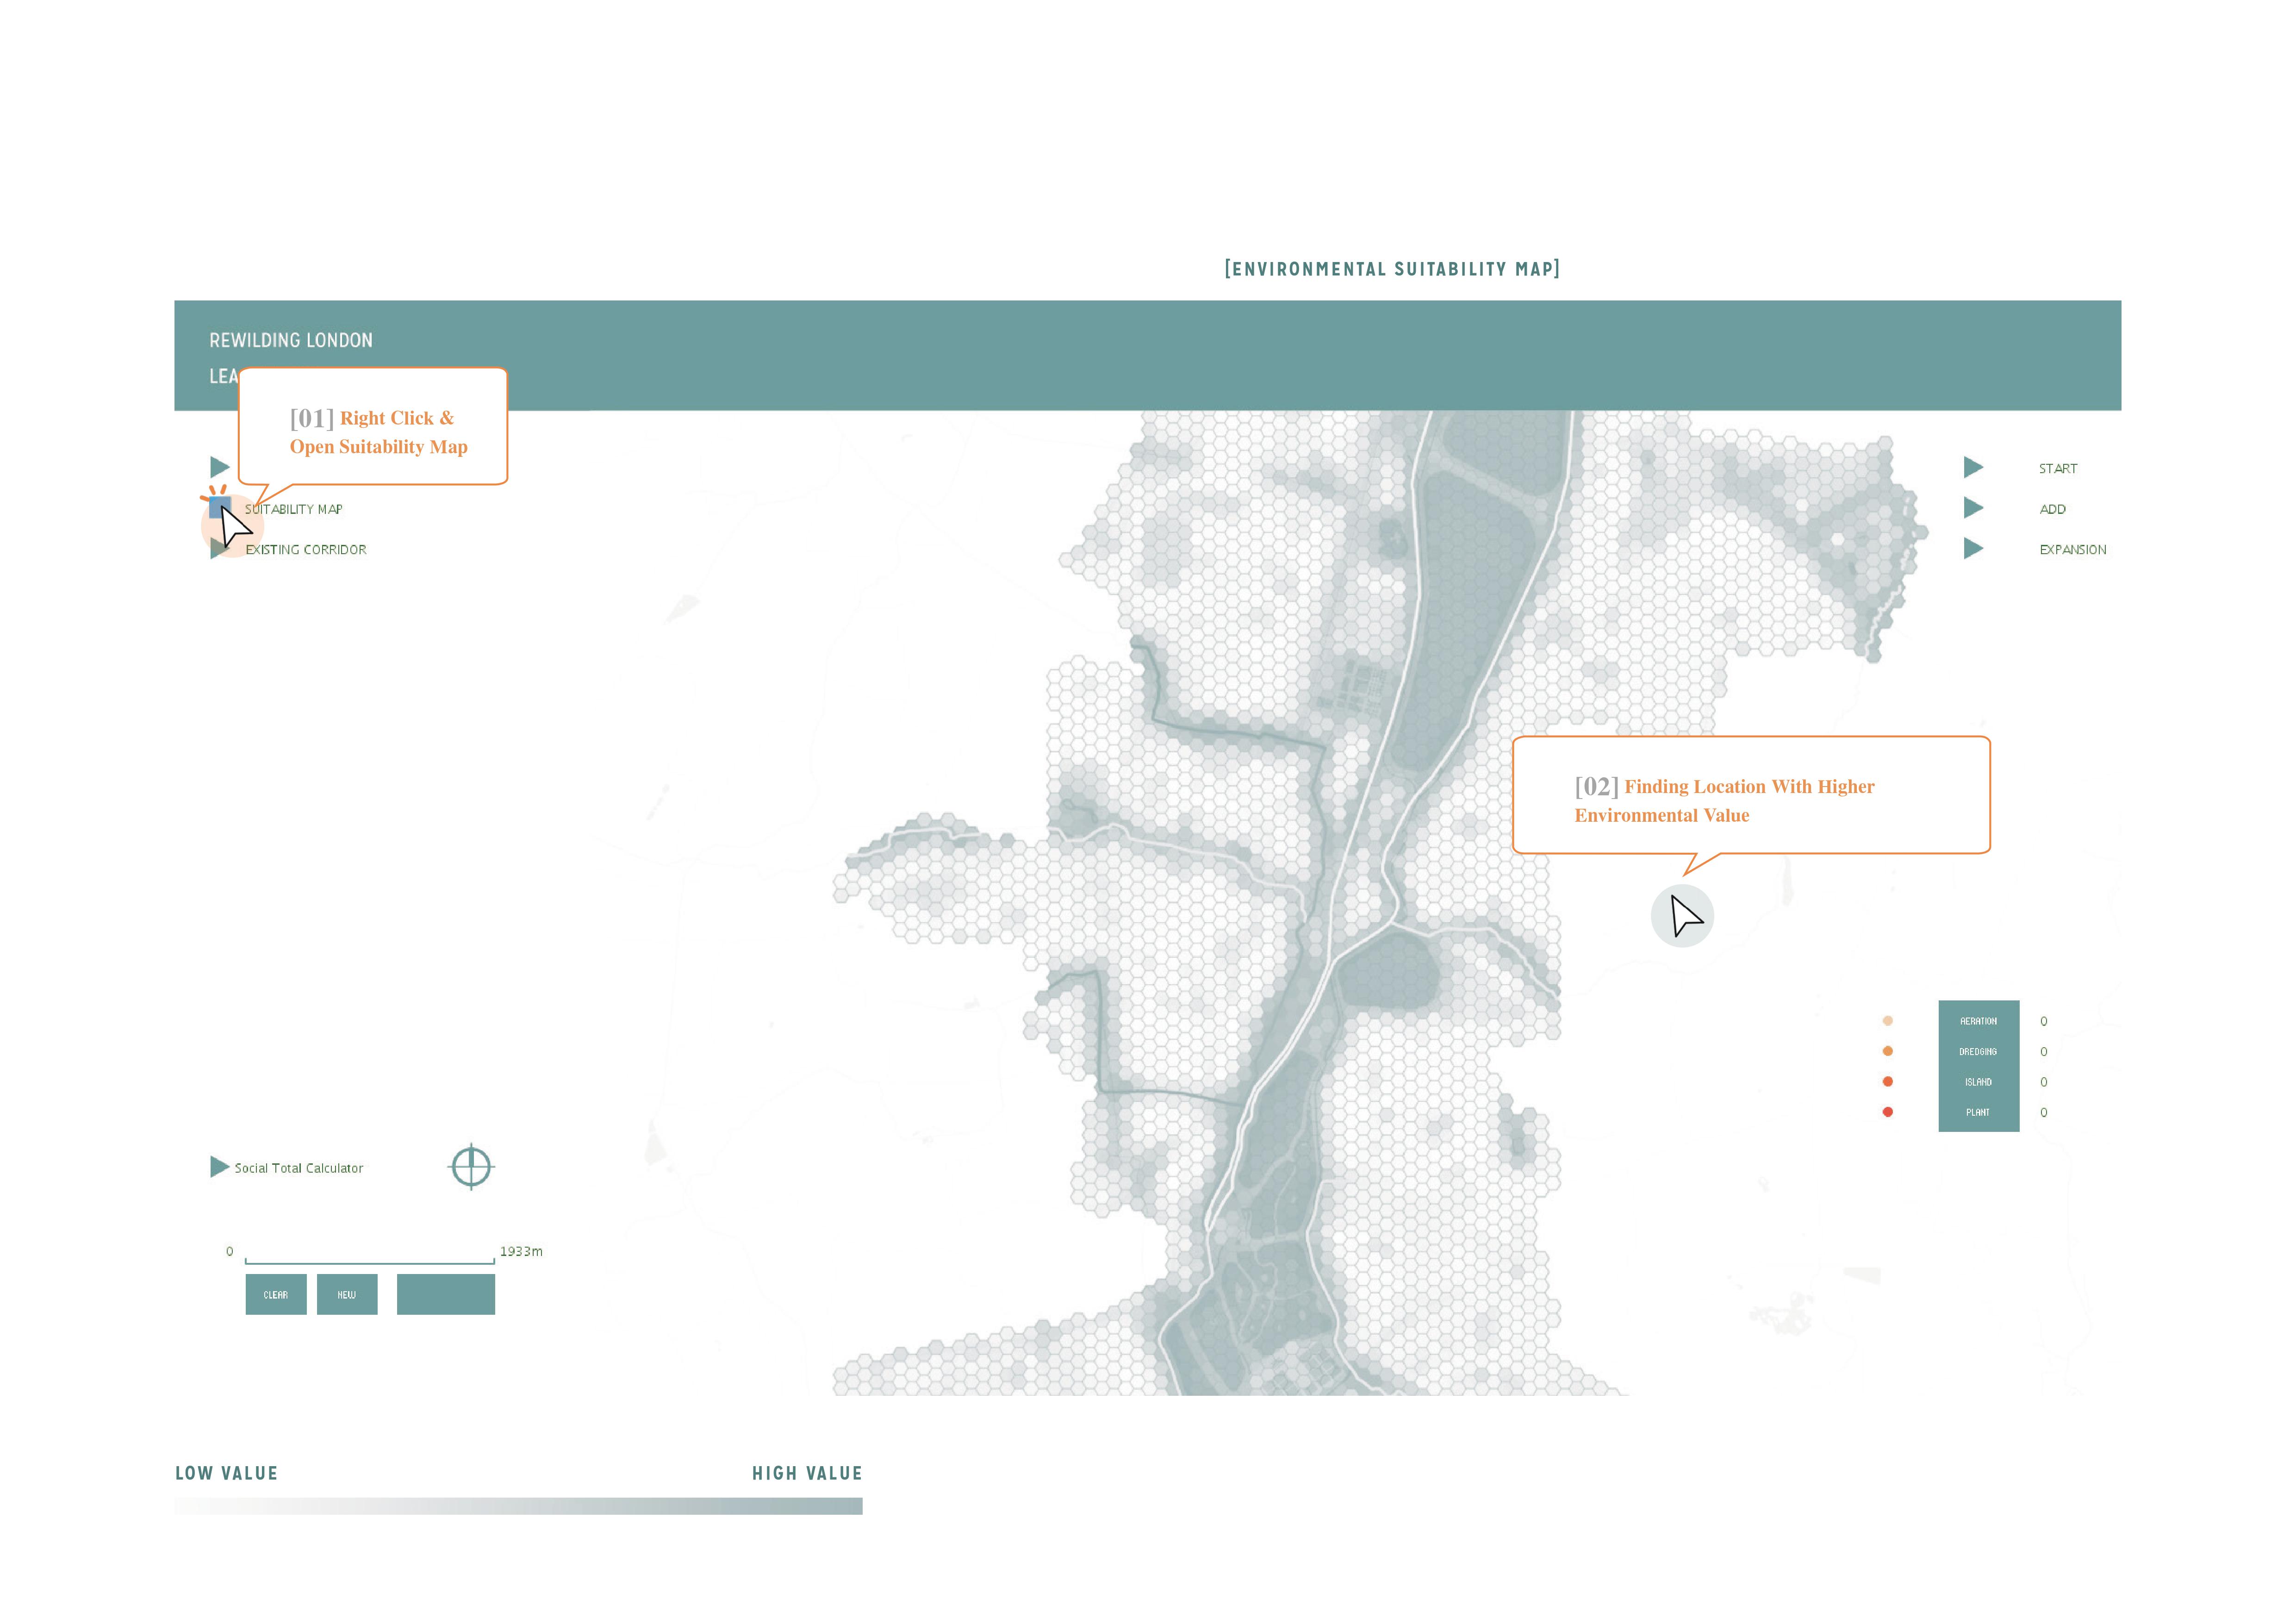 [ENVIRONMENTAL SUITABILITY MAP]
REWILDING LONDON
LEA
[01] Right Click &
Open Suitability Map
SUITABILITY MAP
EXISTING CORRIDOR
START
ADD
EXPANSION
[02] Finding Location With Higher
Environmental Value
AERATION 0
DREDGING 0
ISLAND 0
PLANT 0
Social Total Calculator
0 1933m
CLEAR NEW
LOW VALUE HIGH VALUE